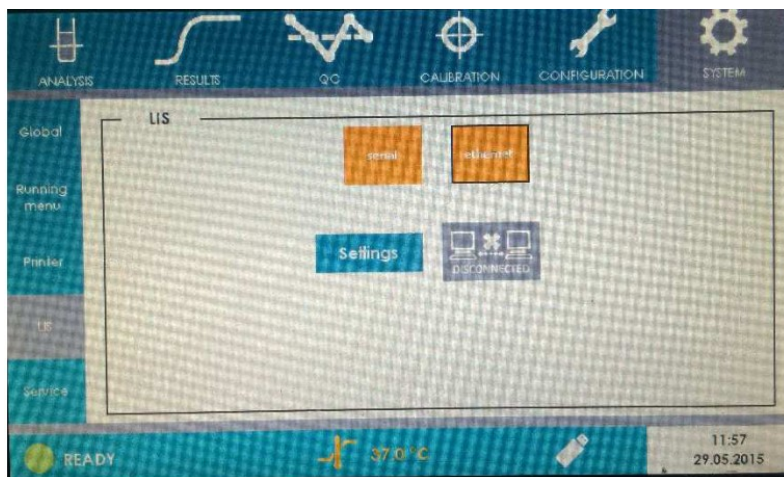 ANALYSIS RESULTS QC CALIBRATION CONFIGURATION SYSTEM
Global
Running
menu
Printer
LIS
Service
LIS
serial ethernet
Settings
DISCONNECTED
READY
37.0 °C
11:57
29.05.2015